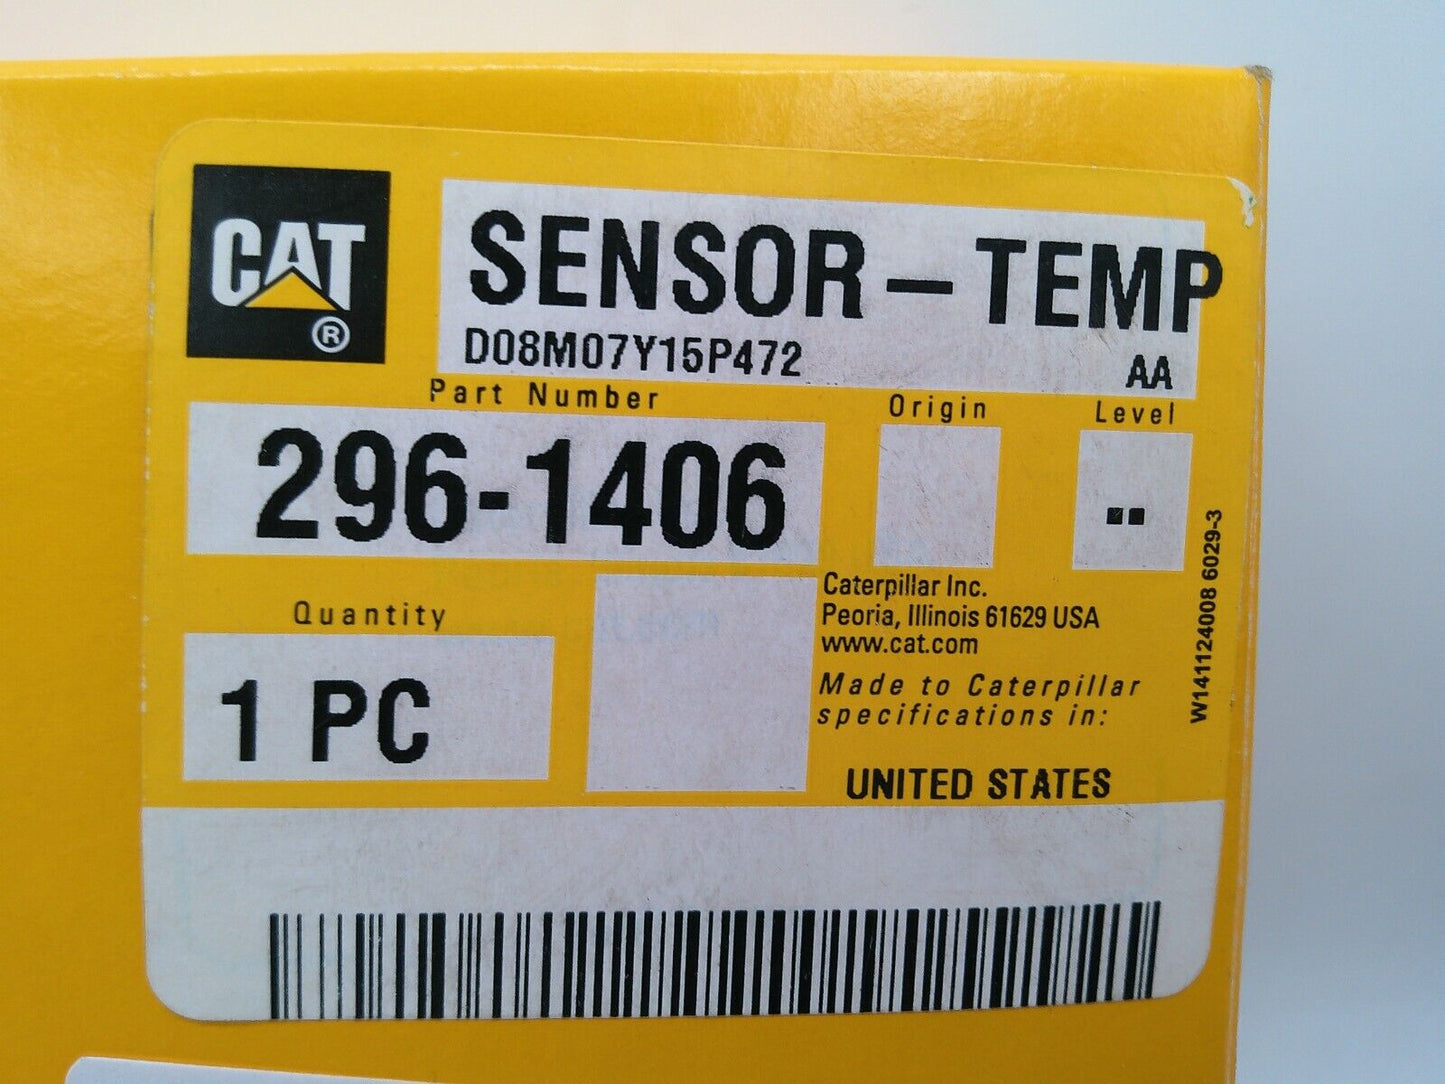 CAT
®
SENSOR-TEMP
D08M07Y15P472 AA
Part Number Origin Level
296-1406 --
Quantity
1 PC
Caterpillar Inc.
Peoria, Illinois 61629 USA
www.cat.com
Made to Caterpillar
specifications in:
UNITED STATES
W141124008 6029-3